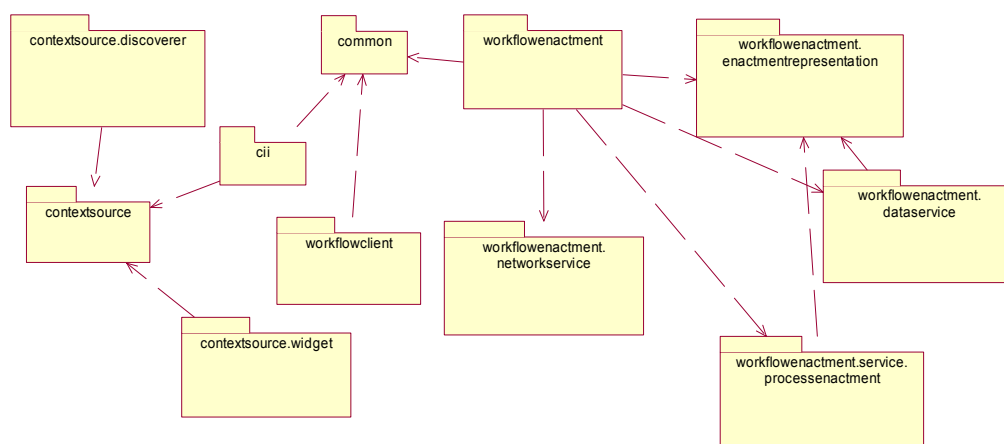 contextsource.discoverer
common
workflowenactment
workflowenactment.
enactmentrepresentation
cii
contextsource
workflowclient
workflowenactment.
networkservice
workflowenactment.
dataservice
contextsource.widget
workflowenactment.service.
processenactment